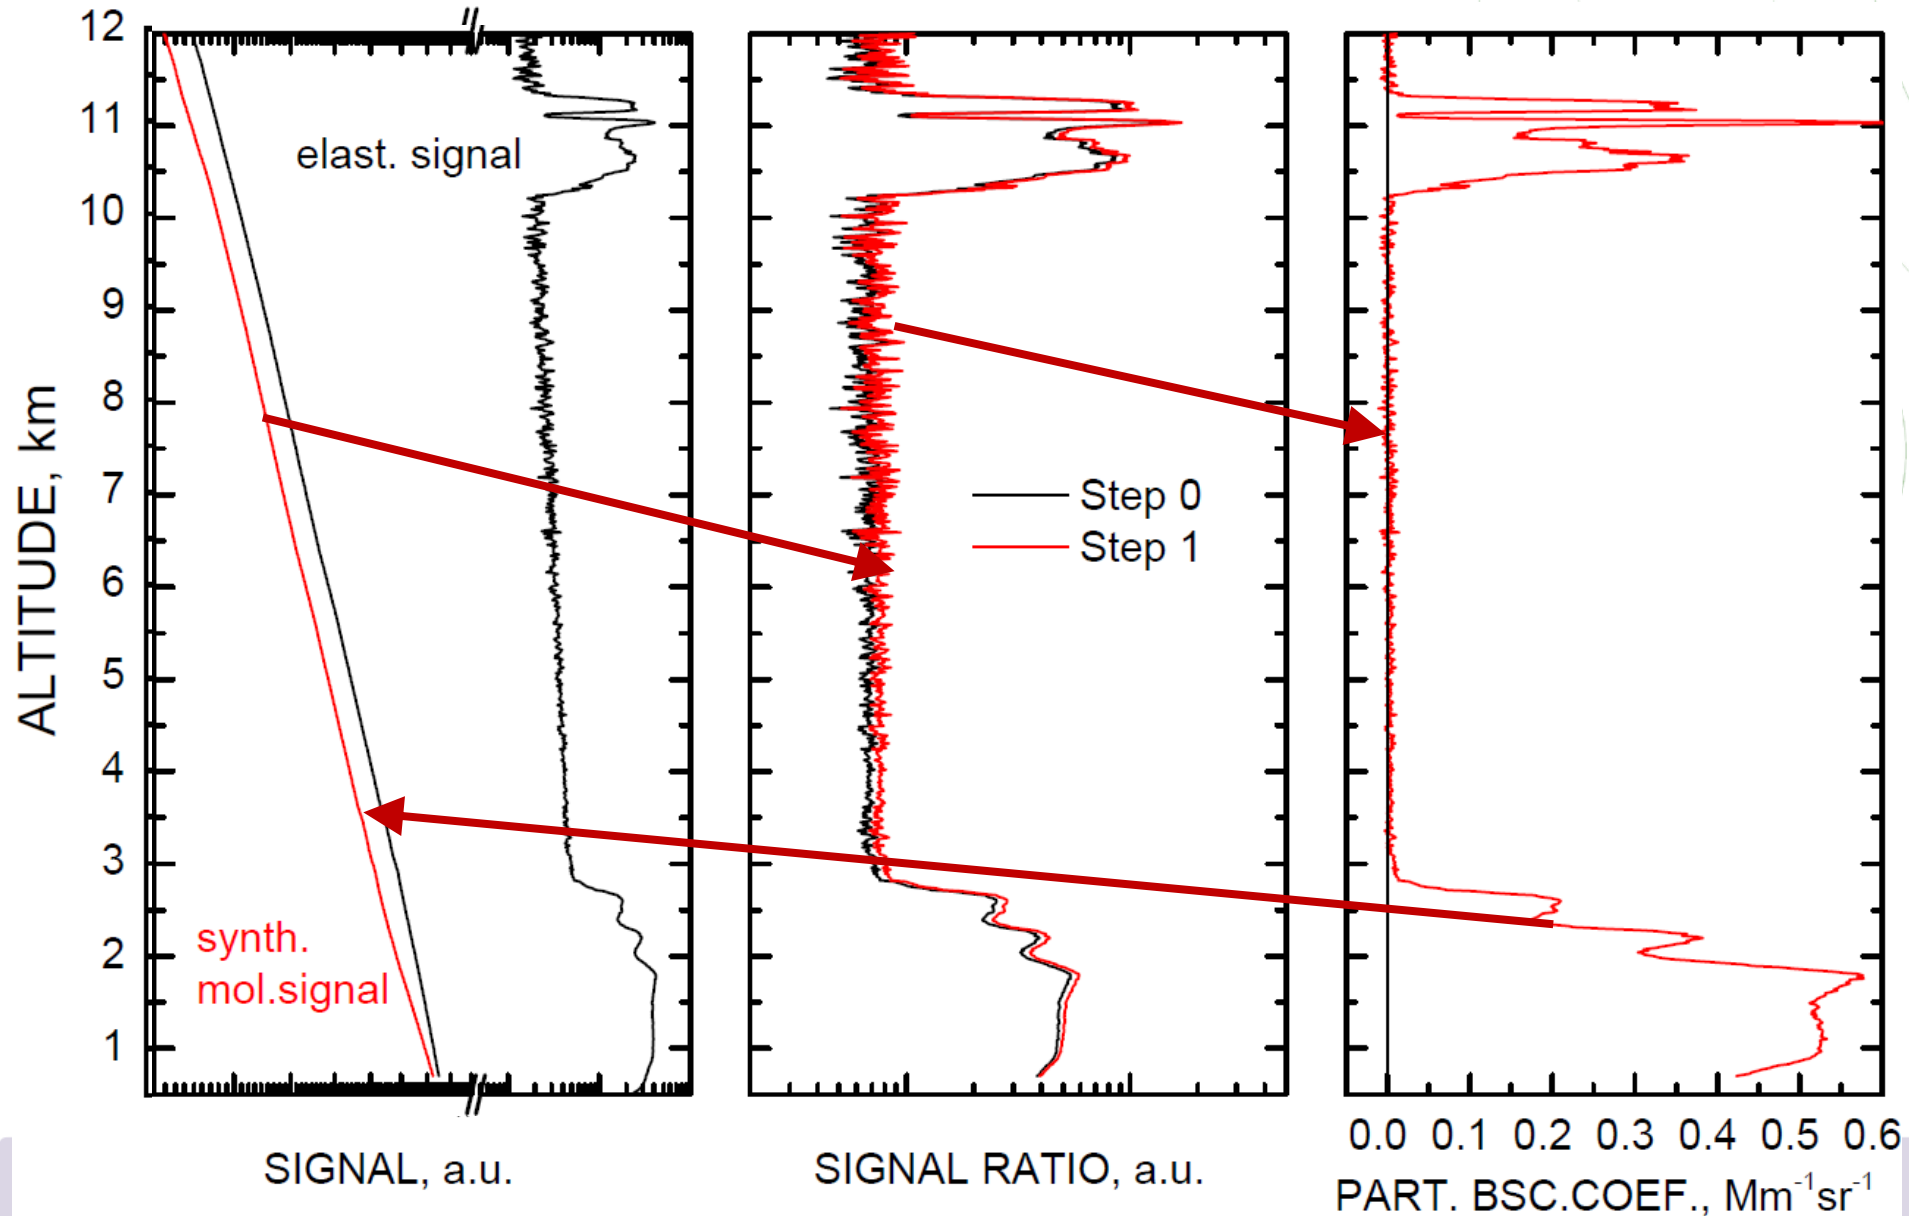 12
11
10
9
8
7
6
5
4
3
2
1
ALTITUDE, km
elast. signal
synth.
mol.signal
SIGNAL, a.u.
Step 0
Step 1
SIGNAL RATIO, a.u.
0.0 0.1 0.2 0.3 0.4 0.5 0.6
PART. BSC.COEF., Mm⁻¹sr⁻¹